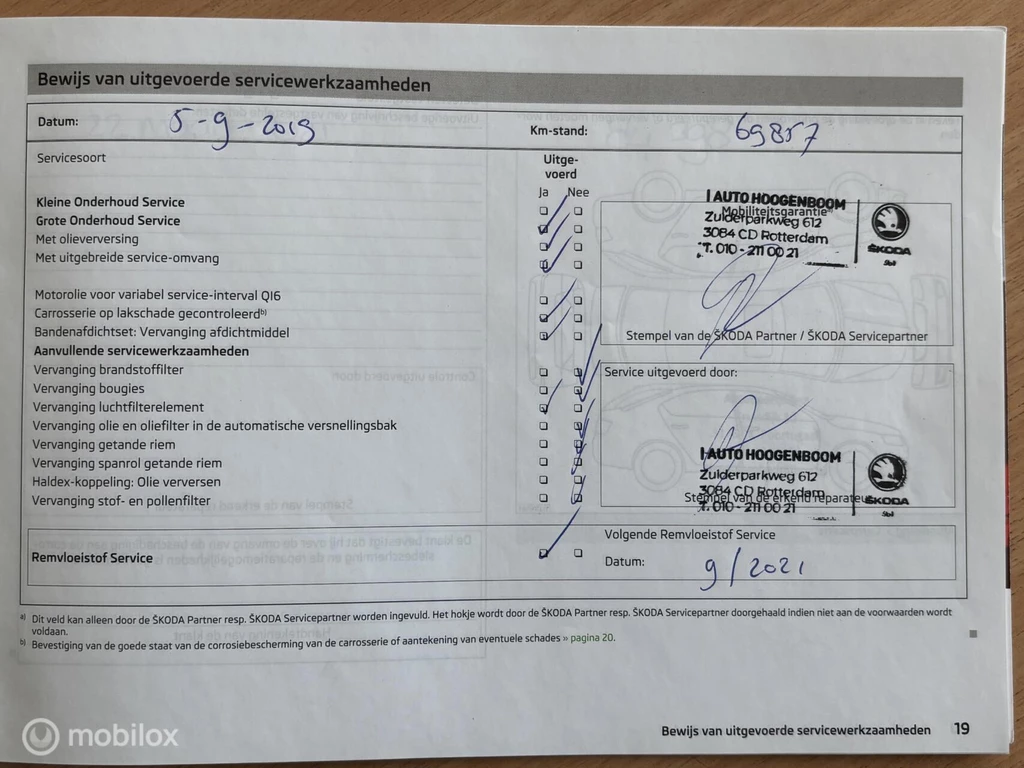 Bewijs van uitgevoerde servicewerkzaamheden
Datum: 5-9-2019 Km-stand: 69857
Servicesoort Uitge-
voerd
Ja Nee
Kleine Onderhoud Service
Grote Onderhoud Service
Met olieverversing
Met uitgebreide service-omvang
AUTO HOOGENBOOM
Mobiliteitsgarantie
Zuiderparkweg 612
3084 CD Rotterdam
T. 010 - 211 00 21
ŠKODA
Motorolie voor variabel service-interval QI6
Carrosserie op lakschade gecontroleerd b)
Bandenafdichtset: Vervanging afdichtmiddel
Stempel van de ŠKODA Partner / ŠKODA Servicepartner
Aanvullende servicewerkzaamheden
Vervanging brandstoffilter
Vervanging bougies
Vervanging luchtfilterelement
Vervanging olie en oliefilter in de automatische versnellingsbak
Vervanging getande riem
Vervanging spanrol getande riem
Haldex-koppeling: Olie verversen
Vervanging stof- en pollenfilter
Service uitgevoerd door:
AUTO HOOGENBOOM
Zuiderparkweg 612
3084 CD Rotterdam
Stempel van de erkend reparateur
T. 010 - 211 00 21
ŠKODA
Remvloeistof Service
Volgende Remvloeistof Service
Datum: 9/2021
a) Dit veld kan alleen door de ŠKODA Partner resp. ŠKODA Servicepartner worden ingevuld. Het hokje wordt door de ŠKODA Partner resp. ŠKODA Servicepartner doorgehaald indien niet aan de voorwaarden wordt
voldaan.
b) Bevestiging van de goede staat van de corrosiebescherming van de carrosserie of aantekening van eventuele schades » pagina 20.
Bewijs van uitgevoerde servicewerkzaamheden 19
mobilox